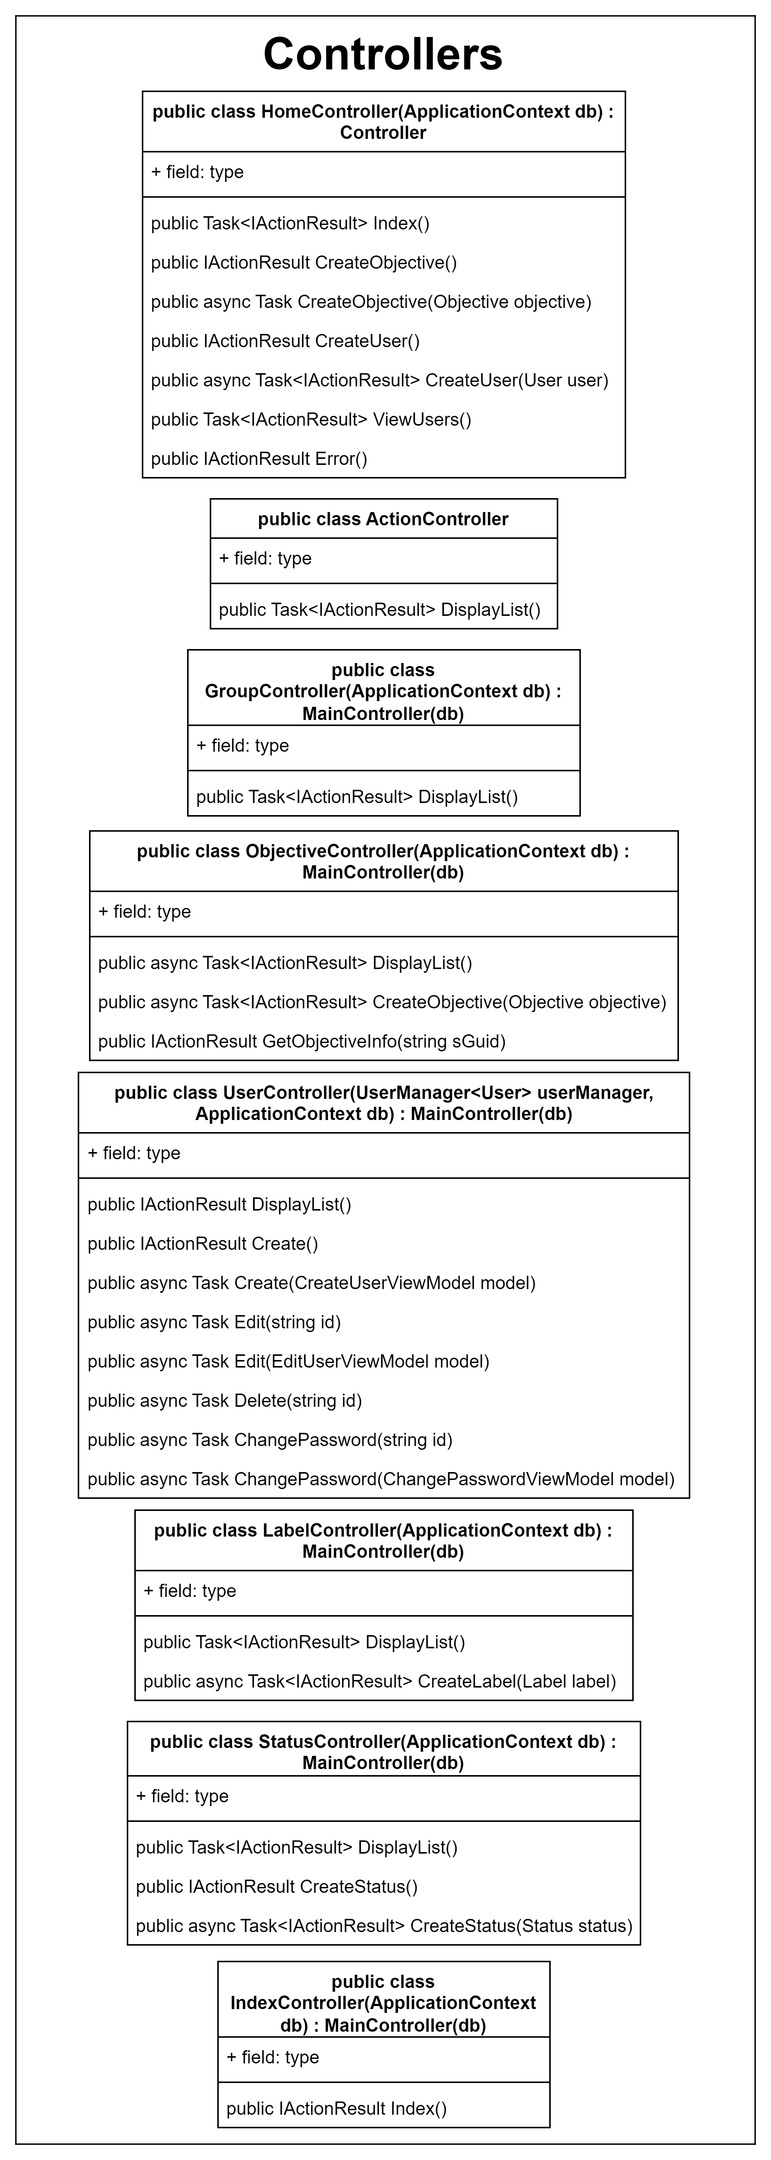 Controllers
public class HomeController(ApplicationContext db) :
Controller
+ field: type
public Task<IActionResult> Index()
public IActionResult CreateObjective()
public async Task CreateObjective(Objective objective)
public IActionResult CreateUser()
public async Task<IActionResult> CreateUser(User user)
public Task<IActionResult> ViewUsers()
public IActionResult Error()
public class ActionController
+ field: type
public Task<IActionResult> DisplayList()
public class
GroupController(ApplicationContext db) :
MainController(db)
+ field: type
public Task<IActionResult> DisplayList()
public class ObjectiveController(ApplicationContext db) :
MainController(db)
+ field: type
public async Task<IActionResult> DisplayList()
public async Task<IActionResult> CreateObjective(Objective objective)
public IActionResult GetObjectiveInfo(string sGuid)
public class UserController(UserManager<User> userManager,
ApplicationContext db) : MainController(db)
+ field: type
public IActionResult DisplayList()
public IActionResult Create()
public async Task Create(CreateUserViewModel model)
public async Task Edit(string id)
public async Task Edit(EditUserViewModel model)
public async Task Delete(string id)
public async Task ChangePassword(string id)
public async Task ChangePassword(ChangePasswordViewModel model)
public class LabelController(ApplicationContext db) :
MainController(db)
+ field: type
public Task<IActionResult> DisplayList()
public async Task<IActionResult> CreateLabel(Label label)
public class StatusController(ApplicationContext db) :
MainController(db)
+ field: type
public Task<IActionResult> DisplayList()
public IActionResult CreateStatus()
public async Task<IActionResult> CreateStatus(Status status)
public class
IndexController(ApplicationContext
db) : MainController(db)
+ field: type
public IActionResult Index()